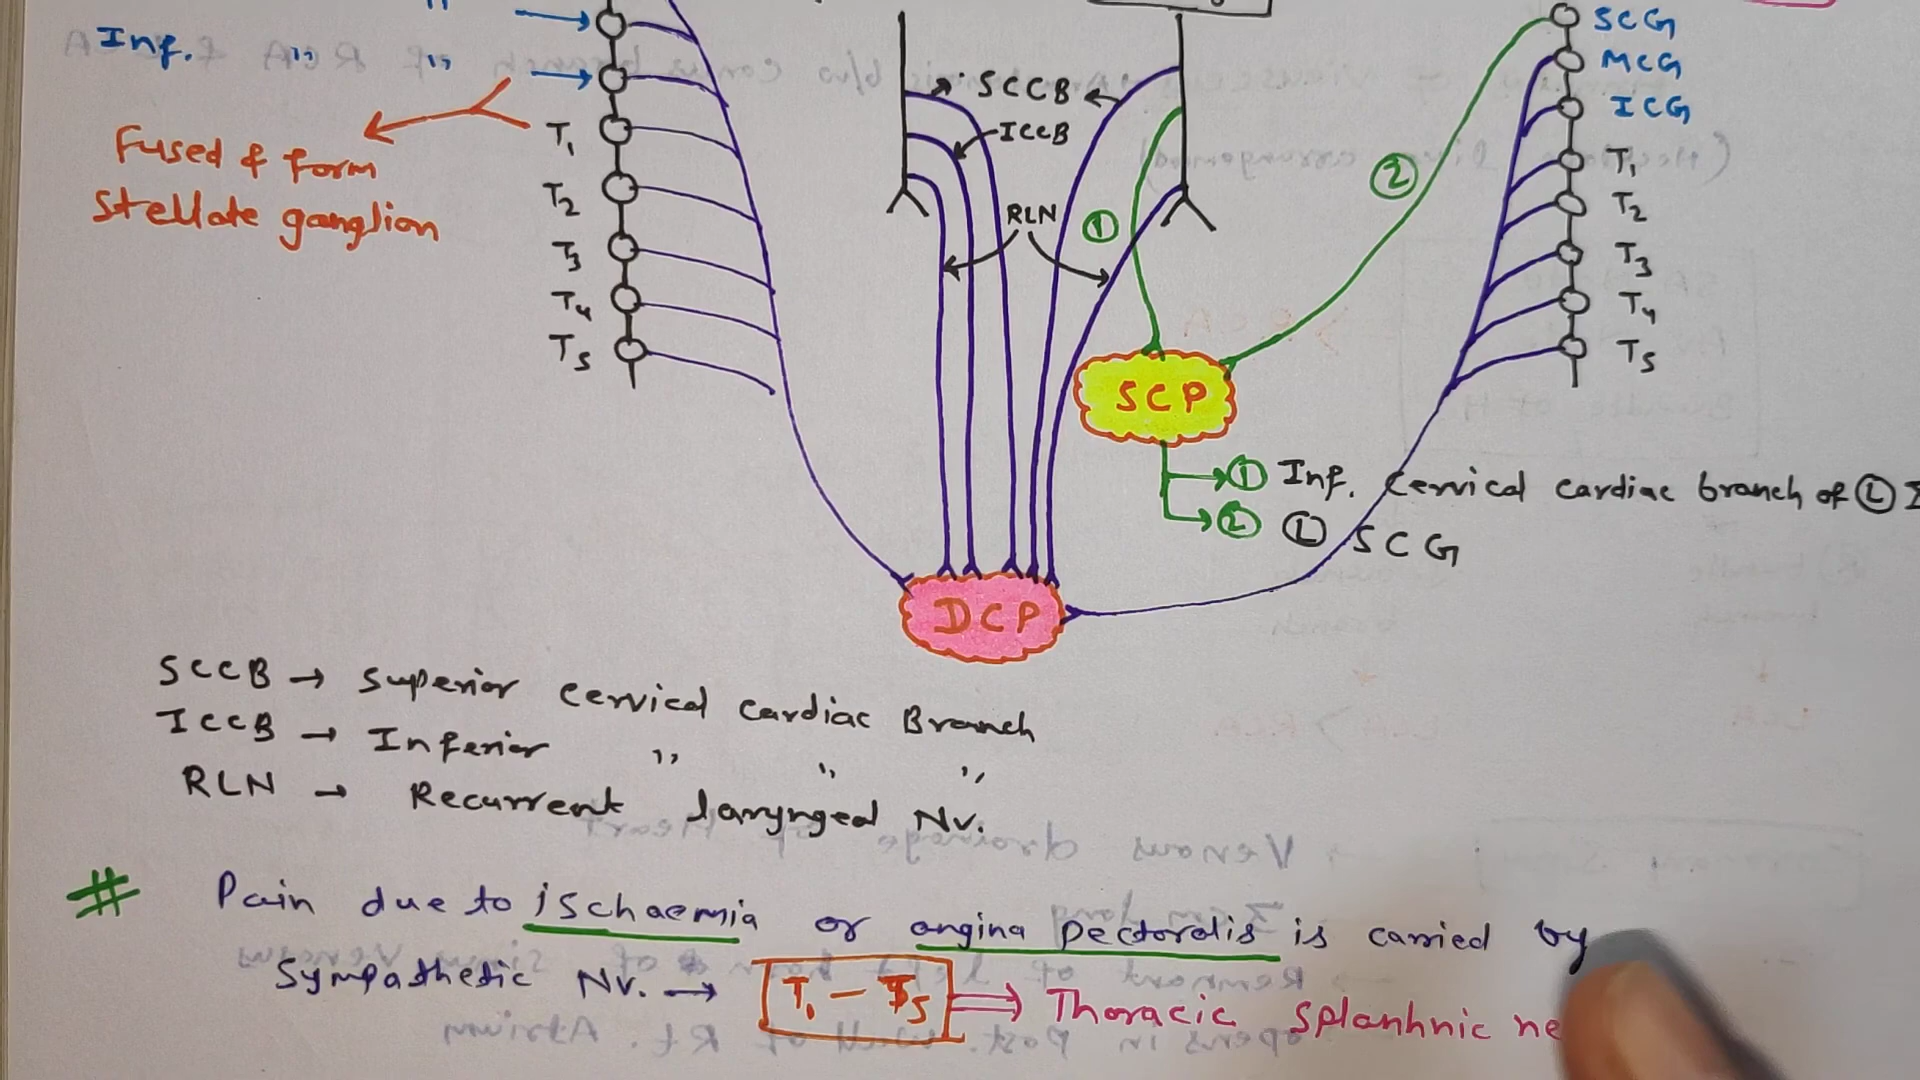 Inf. " "
SCG
MCG
ICG
SCCB
ICCB
RLN
T1
T2
T3
T4
T5
T1
T2
T3
T4
T5
Fused & form
stellate ganglion
①
②
SCP
① Inf. Cervical cardiac branch of Ⓛ
② Ⓛ SCG
DCP
SCCB → Superior Cervical Cardiac Branch
ICCB → Inferior " " "
RLN → Recurrent laryngeal Nv.
# Pain due to ischaemia or angina pectoralis is carried by
Sympathetic Nv. → T1 – T5 ⇒ Thoracic splanhnic ne